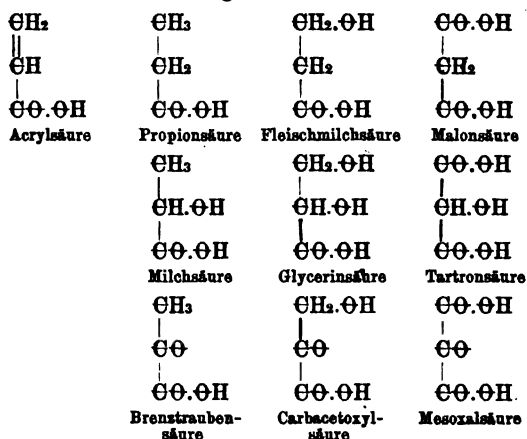 CH2 CH3 CH2.OH CO.OH
CH CH2 CH2 CH2
CO.OH CO.OH CO.OH CO.OH
Acrylsäure Propionsäure Fleischmilchsäure Malonsäure
CH3 CH2.OH CO.OH
CH.OH CH.OH CH.OH
CO.OH CO.OH CO.OH
Milchsäure Glycerinsäure Tartronsäure
CH3 CH2.OH CO.OH
CO CO CO
CO.OH CO.OH CO.OH
Brenztrauben- Carbacetoxyl- Mesoxalsäure
säure säure